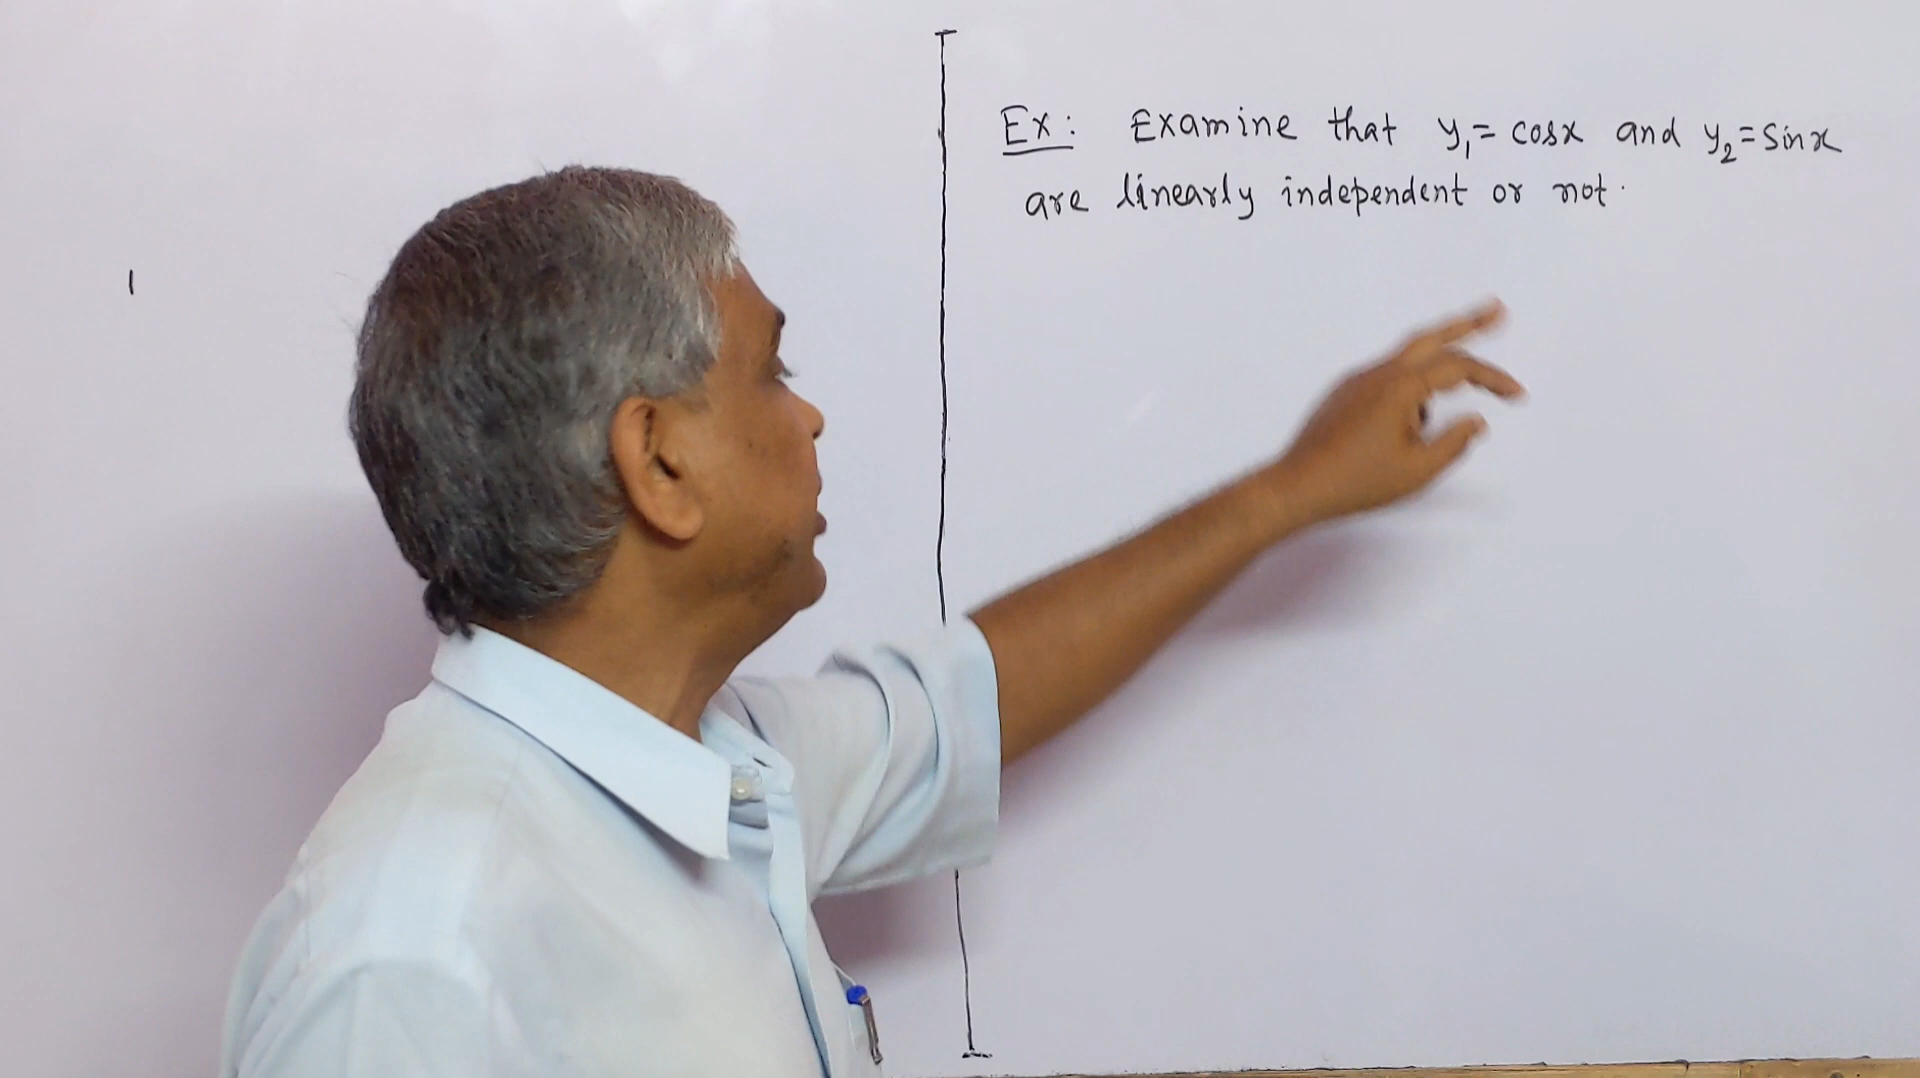 Ex: Examine that y₁ = cosx and y₂ = sinx
are linearly independent or not.